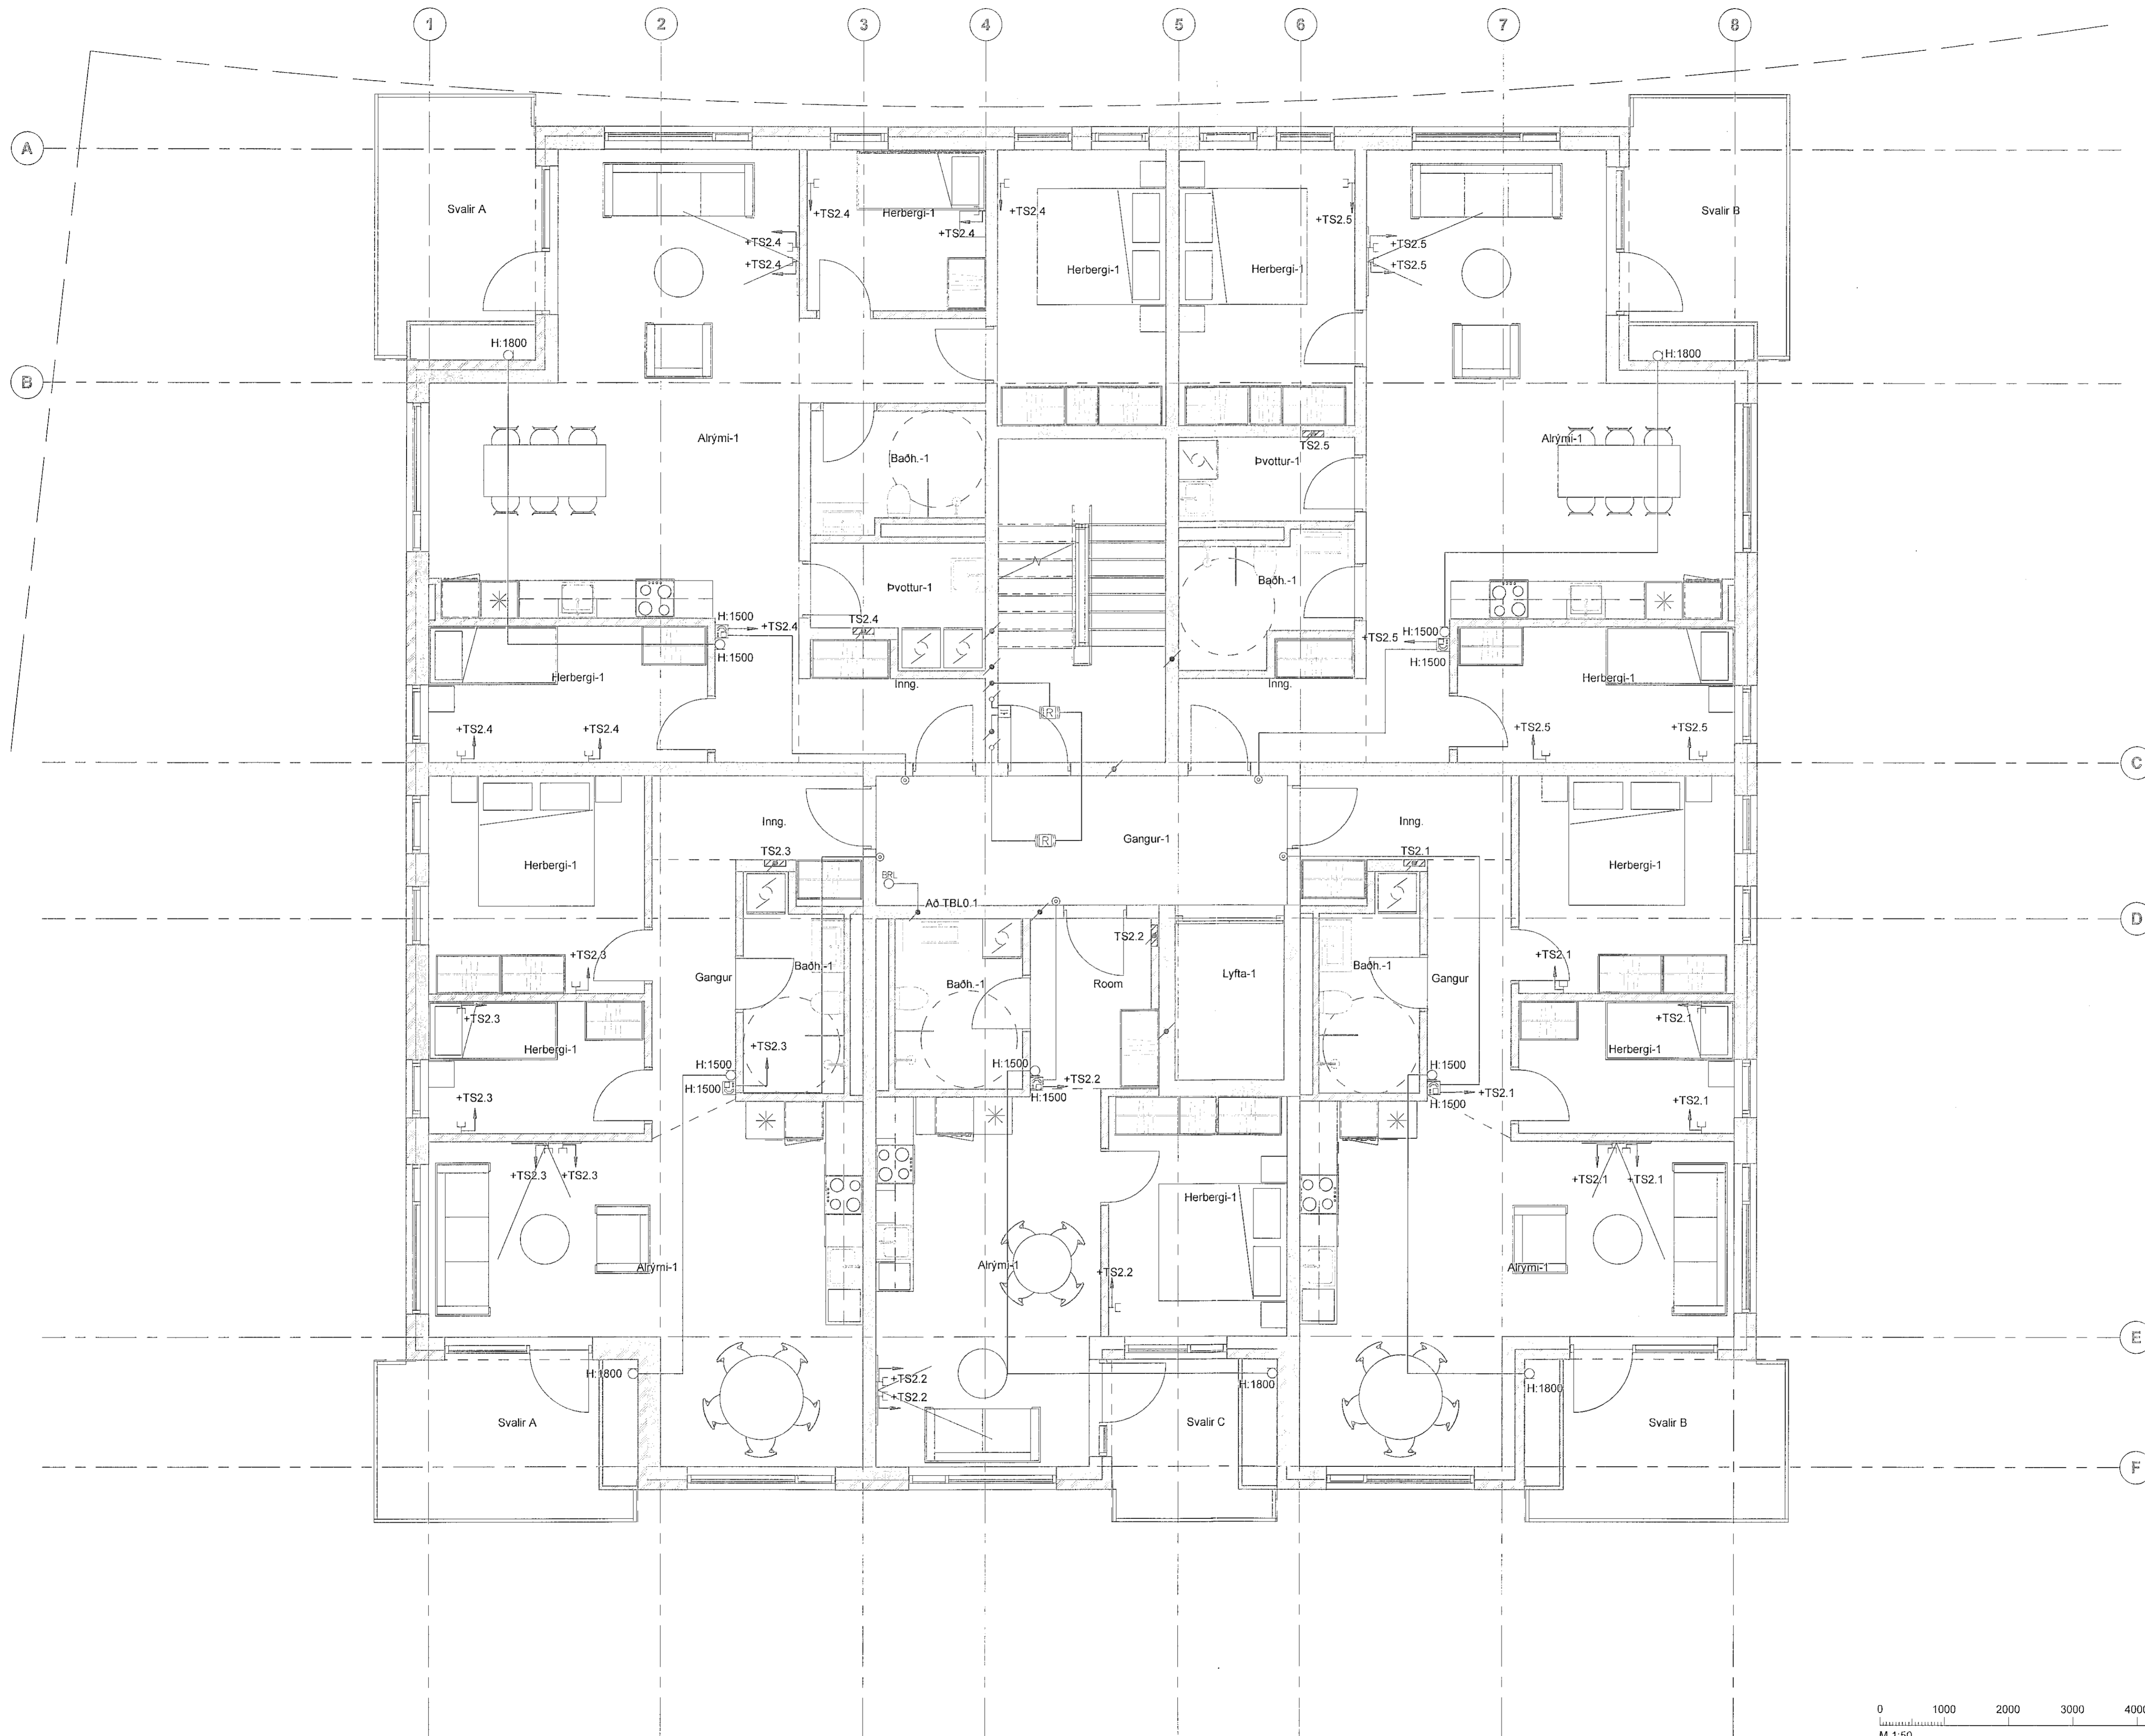 1 2 3 4 5 6 7 8
A
Svalir A
+TS2.4
Herbergi-1
+TS2.4
+TS2.4
+TS2.5
Svalir B
+TS2.4
+TS2.4
+TS2.5
+TS2.5
Herbergi-1
Herbergi-1
H:1800
H:1800
B
Alrými-1
Baðh.-1
TS2.5
Þvottur-1
Alrými-1
Þvottur-1
Baðh.-1
H:1500
+TS2.4
TS2.4
H:1500
H:1500
+TS2.5
H:1500
Herbergi-1
Inng.
Inng.
Herbergi-1
R
+TS2.4
+TS2.4
+TS2.5
+TS2.5
C
Inng.
Gangur-1
R
Inng.
TS2.3
TS2.1
Herbergi-1
Herbergi-1
BRL
Að TBL0.1
D
TS2.2
+TS2.3
+TS2.1
Gangur
Baðh.-1
Baðh.-1
Room
Lyfta-1
Baðh.-1
Gangur
+TS2.3
+TS2.1
Herbergi-1
+TS2.3
Herbergi-1
H:1500
H:1500
H:1500
H:1500
+TS2.2
H:1500
+TS2.1
H:1500
+TS2.3
+TS2.1
+TS2.3
+TS2.3
+TS2.1
+TS2.1
Herbergi-1
Alrými-1
Alrými-1
+TS2.2
Alrými-1
E
H:1800
+TS2.2
+TS2.2
H:1800
H:1800
Svalir A
Svalir C
Svalir B
F
0 1000 2000 3000 4000
M 1:50